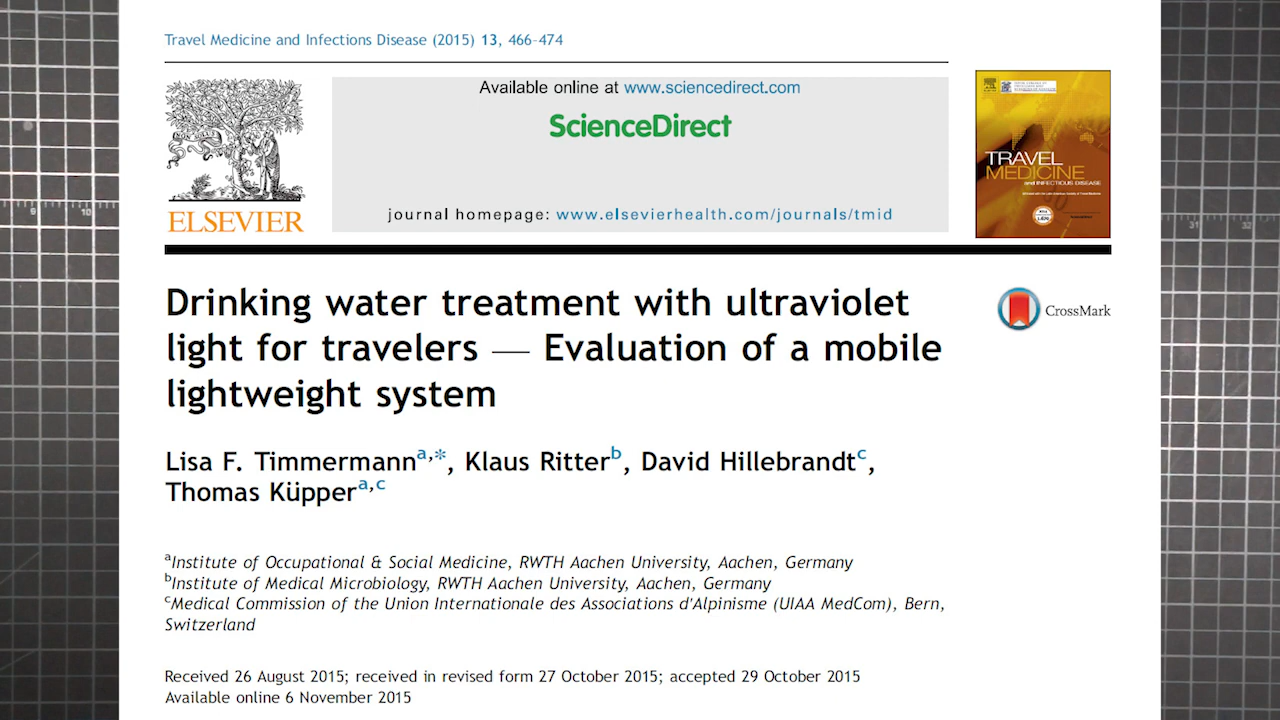 Travel Medicine and Infectious Disease (2015) 13, 466–474
Available online at www.sciencedirect.com
ScienceDirect
journal homepage: www.elsevierhealth.com/journals/tmid
ELSEVIER
TRAVEL
MEDICINE
and INFECTIOUS DISEASE
Drinking water treatment with ultraviolet
light for travelers — Evaluation of a mobile
lightweight system
CrossMark
Lisa F. Timmermann a,*, Klaus Ritter b, David Hillebrandt c,
Thomas Küpper a,c
a Institute of Occupational & Social Medicine, RWTH Aachen University, Aachen, Germany
b Institute of Medical Microbiology, RWTH Aachen University, Aachen, Germany
c Medical Commission of the Union Internationale des Associations d'Alpinisme (UIAA MedCom), Bern,
Switzerland
Received 26 August 2015; received in revised form 27 October 2015; accepted 29 October 2015
Available online 6 November 2015
9 10
31 32